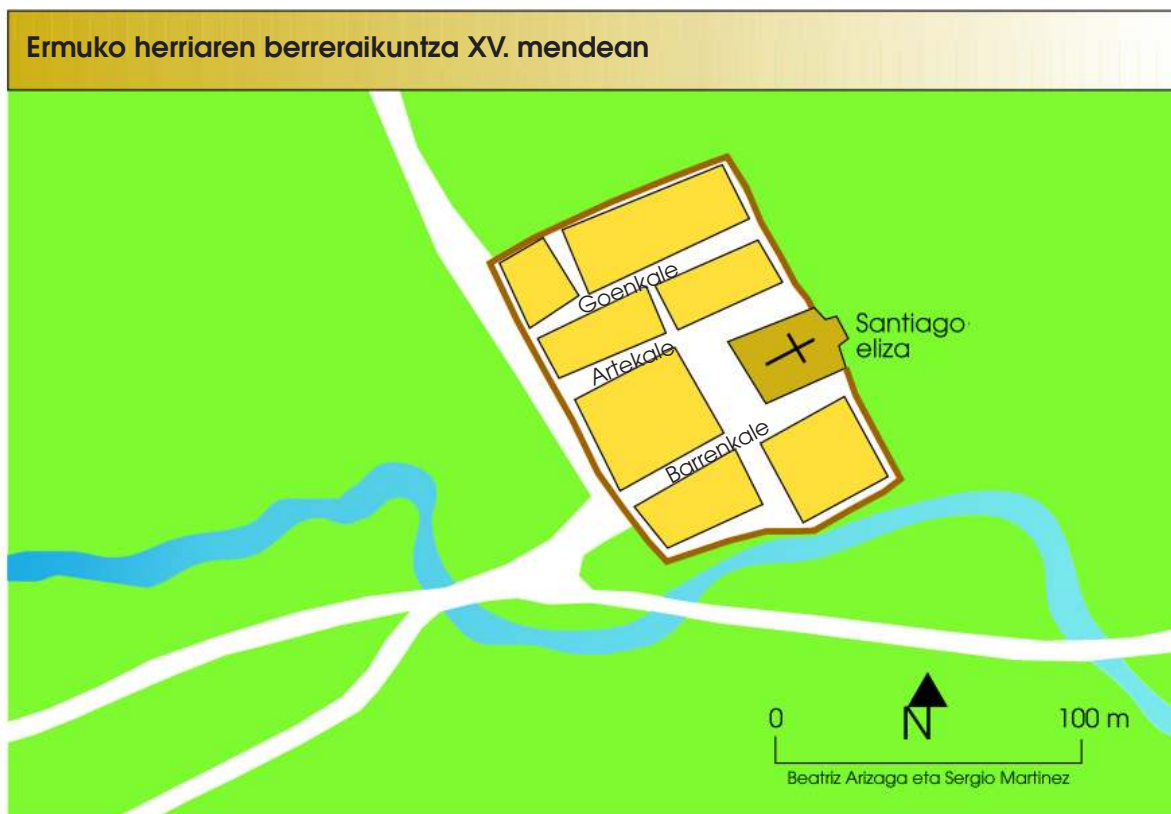 Ermuko herriaren berreraikuntza XV. mendean
Goenkale
Santiago
eliza
Artekale
Barrenkale
0 100 m
N
Beatriz Arizaga eta Sergio Martinez